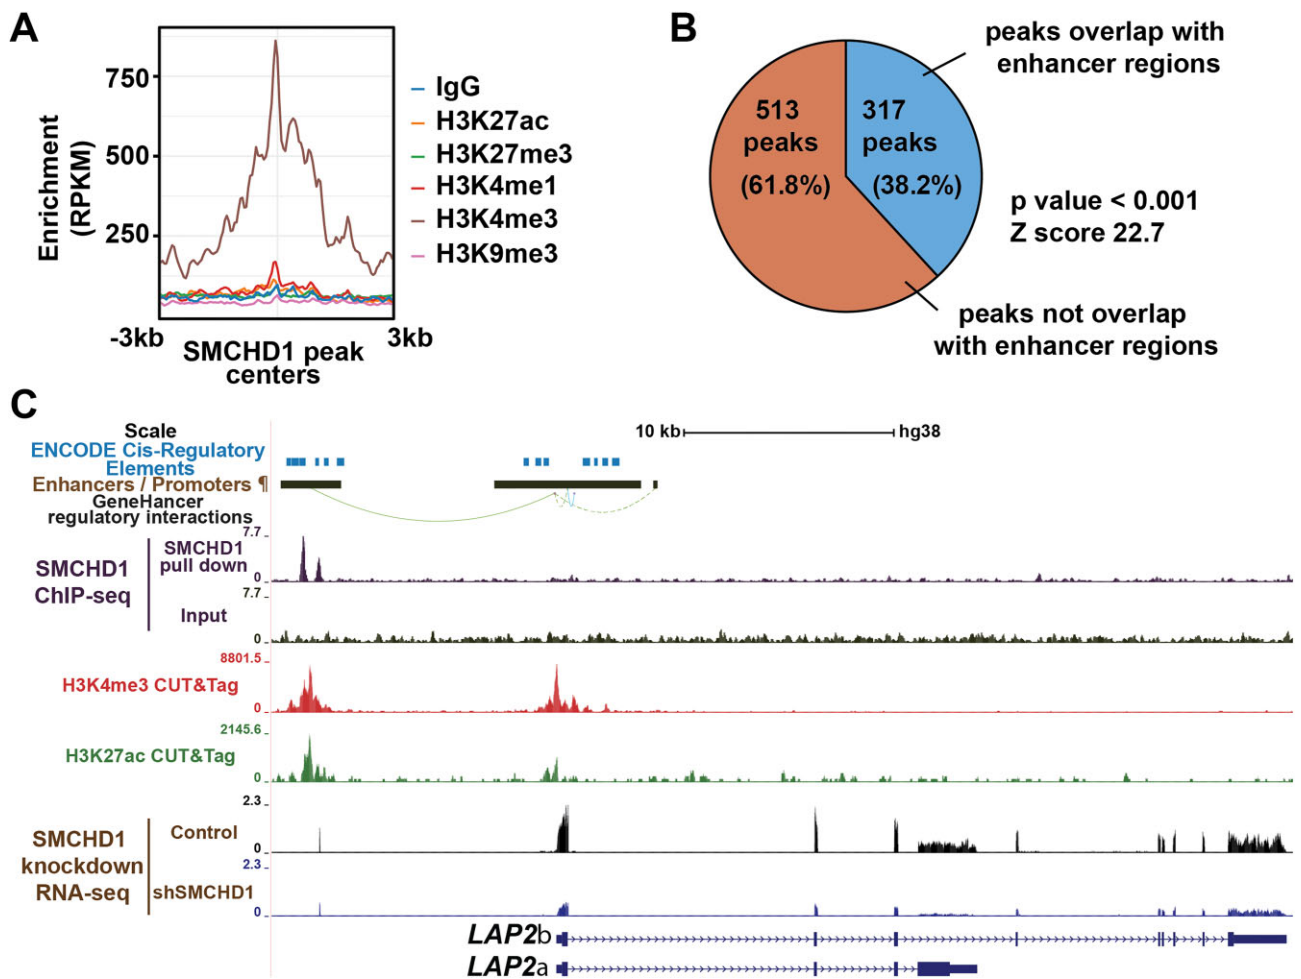 A
750
500
250
Enrichment
(RPKM)
-3kb
3kb
SMCHD1 peak
centers
IgG
H3K27ac
H3K27me3
H3K4me1
H3K4me3
H3K9me3
B
peaks overlap with
enhancer regions
513
peaks
(61.8%)
317
peaks
(38.2%)
p value < 0.001
Z score 22.7
peaks not overlap
with enhancer regions
C
Scale
10 kb
hg38
ENCODE Cis-Regulatory
Elements
Enhancers / Promoters ¶
GeneHancer
regulatory interactions
SMCHD1
ChIP-seq
SMCHD1
pull down
7.7
0
Input
7.7
0
H3K4me3 CUT&Tag
8801.5
0
H3K27ac CUT&Tag
2145.6
0
SMCHD1
knockdown
RNA-seq
Control
2.3
0
shSMCHD1
2.3
0
LAP2b
LAP2a